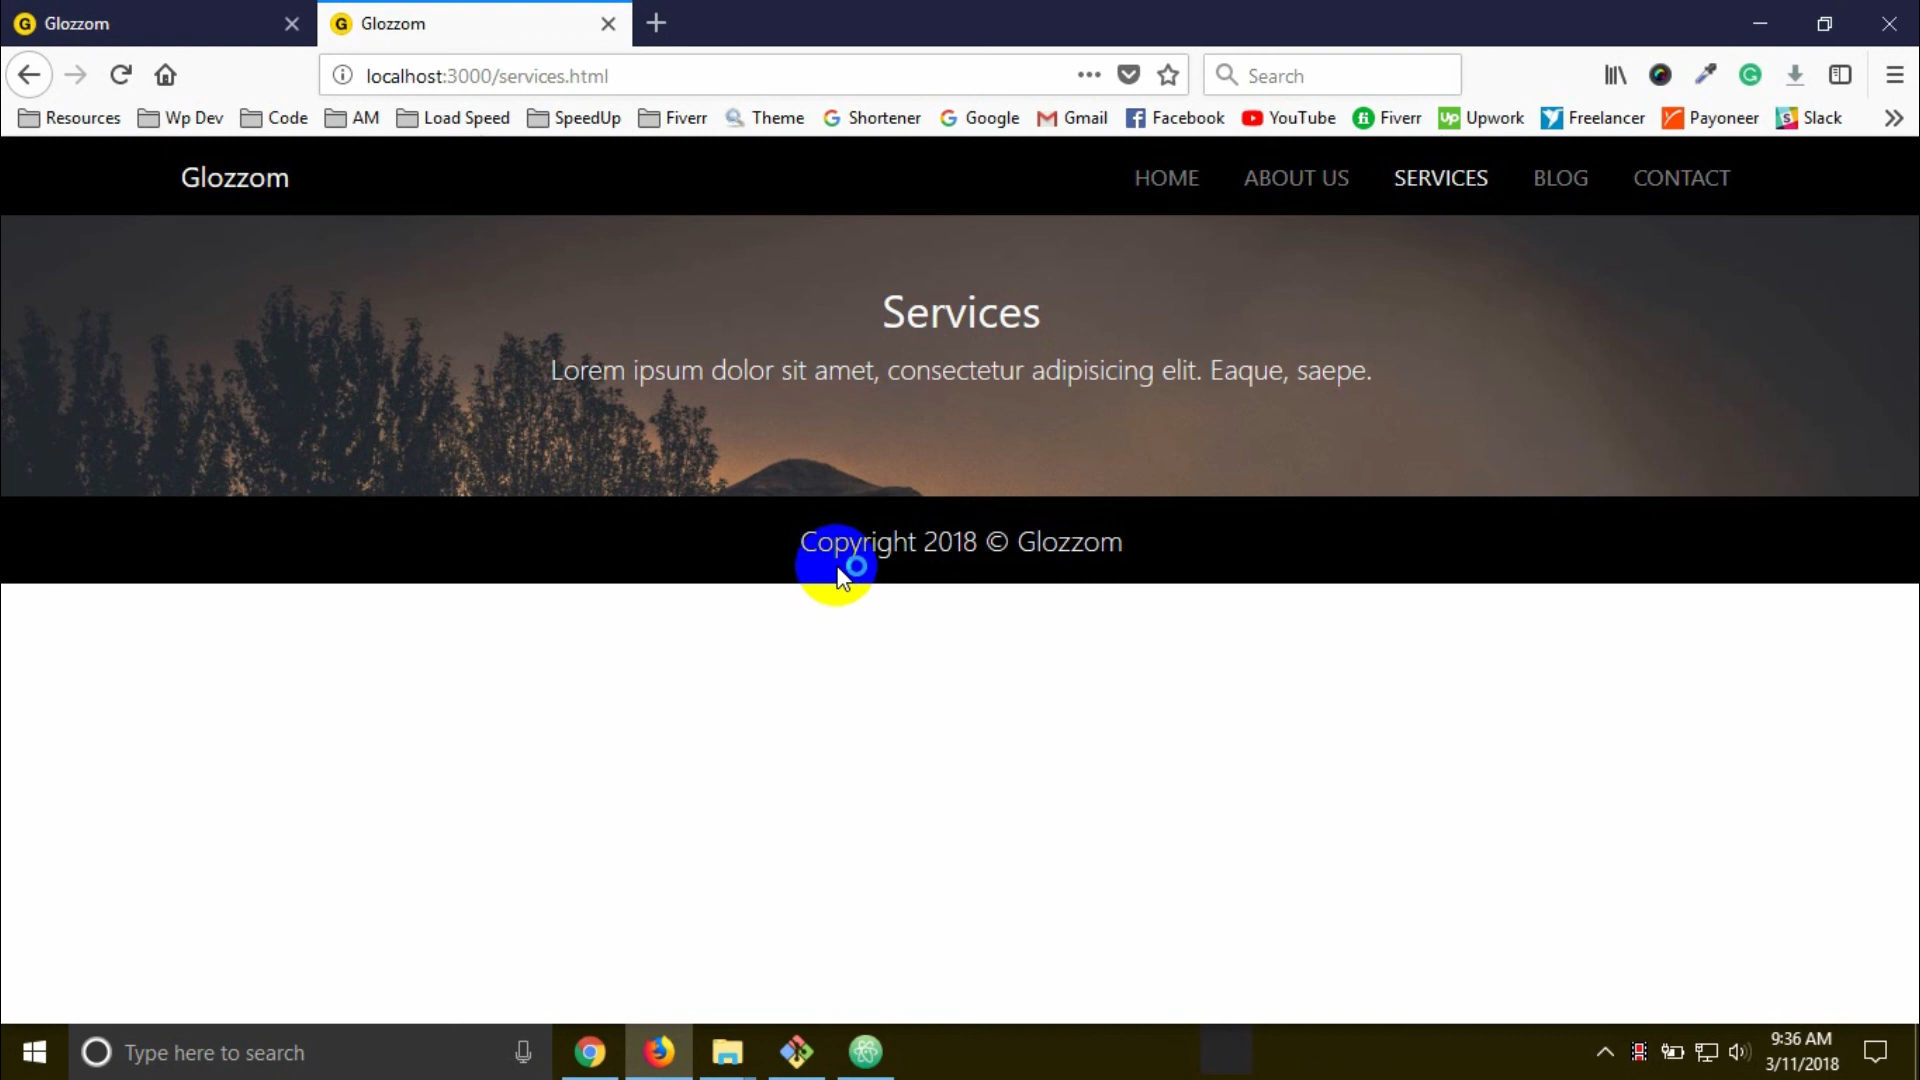 Glozzom
Glozzom
localhost:3000/services.html
Search
Resources
Wp Dev
Code
AM
Load Speed
SpeedUp
Fiverr
Theme
Shortener
Google
Gmail
Facebook
YouTube
Fiverr
Upwork
Freelancer
Payoneer
Slack
Glozzom
HOME
ABOUT US
SERVICES
BLOG
CONTACT
Services
Lorem ipsum dolor sit amet, consectetur adipisicing elit. Eaque, saepe.
Copyright 2018 © Glozzom
Type here to search
9:36 AM
3/11/2018